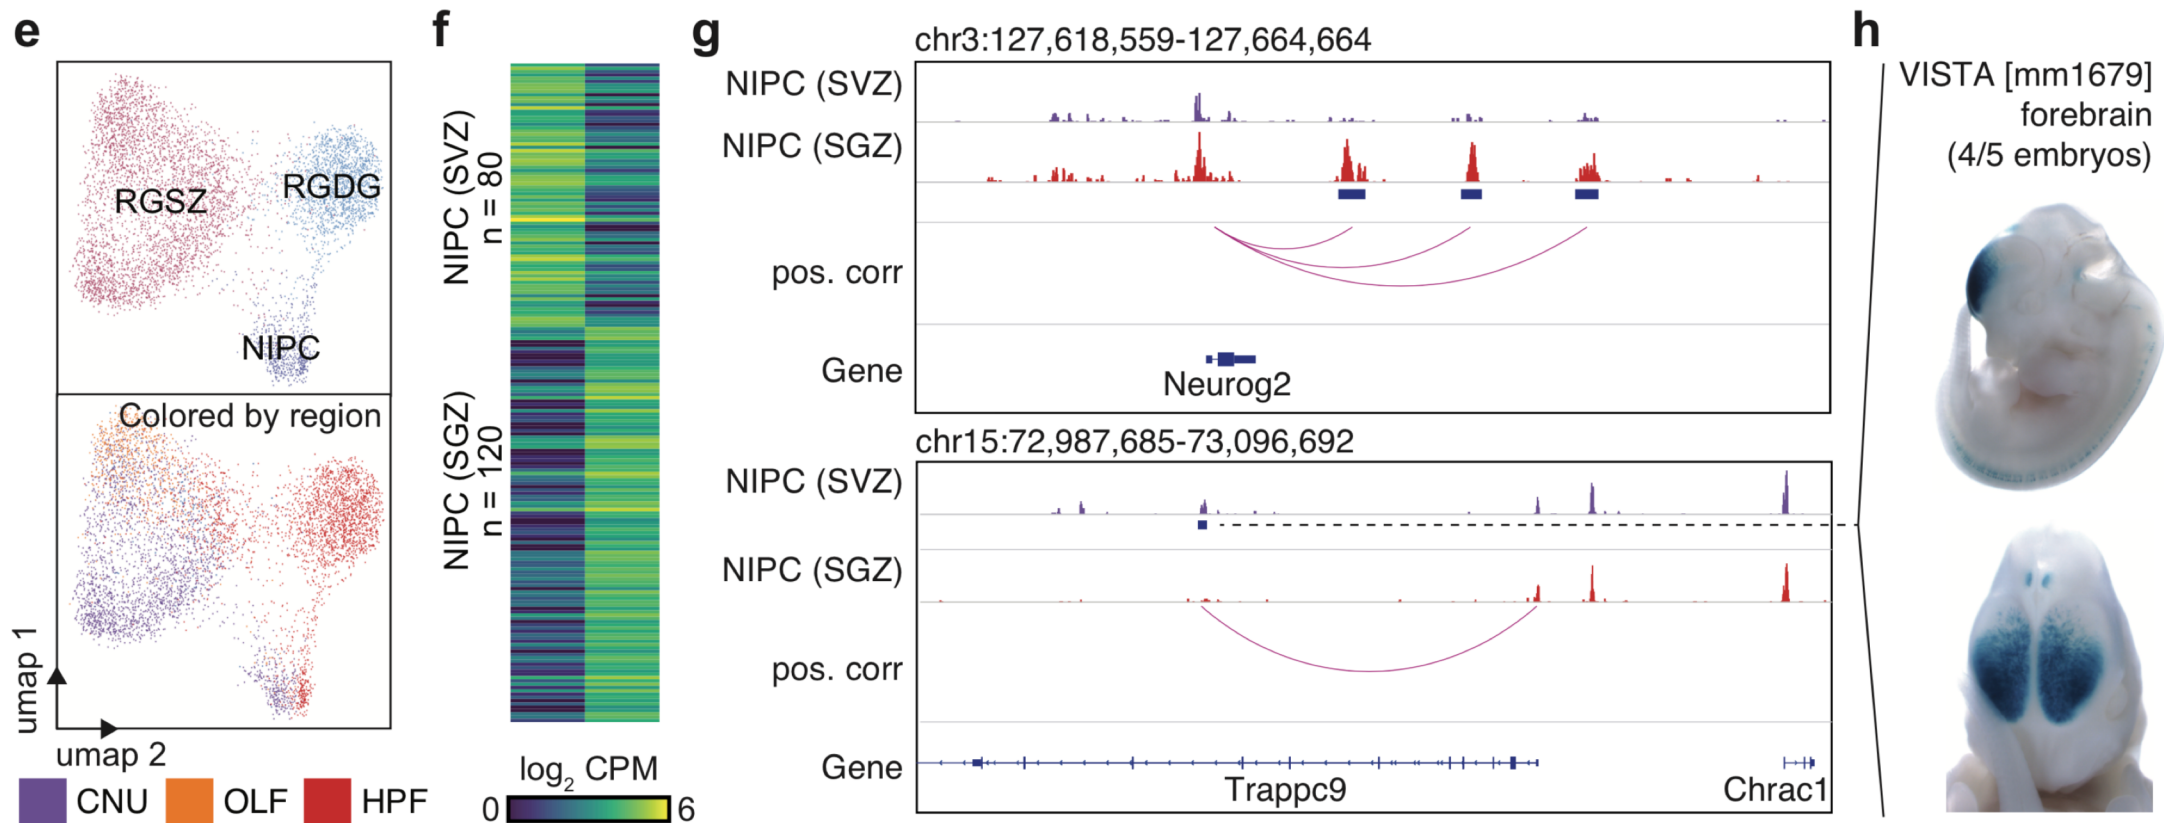 e
RGSZ
RGDG
NIPC
Colored by region
umap 1
umap 2
CNU
OLF
HPF
f
NIPC (SVZ)
n = 80
NIPC (SGZ)
n = 120
log2 CPM
0
6
g
chr3:127,618,559-127,664,664
NIPC (SVZ)
NIPC (SGZ)
pos. corr
Gene
Neurog2
chr15:72,987,685-73,096,692
NIPC (SVZ)
NIPC (SGZ)
pos. corr
Gene
Trappc9
Chrac1
h
VISTA [mm1679]
forebrain
(4/5 embryos)